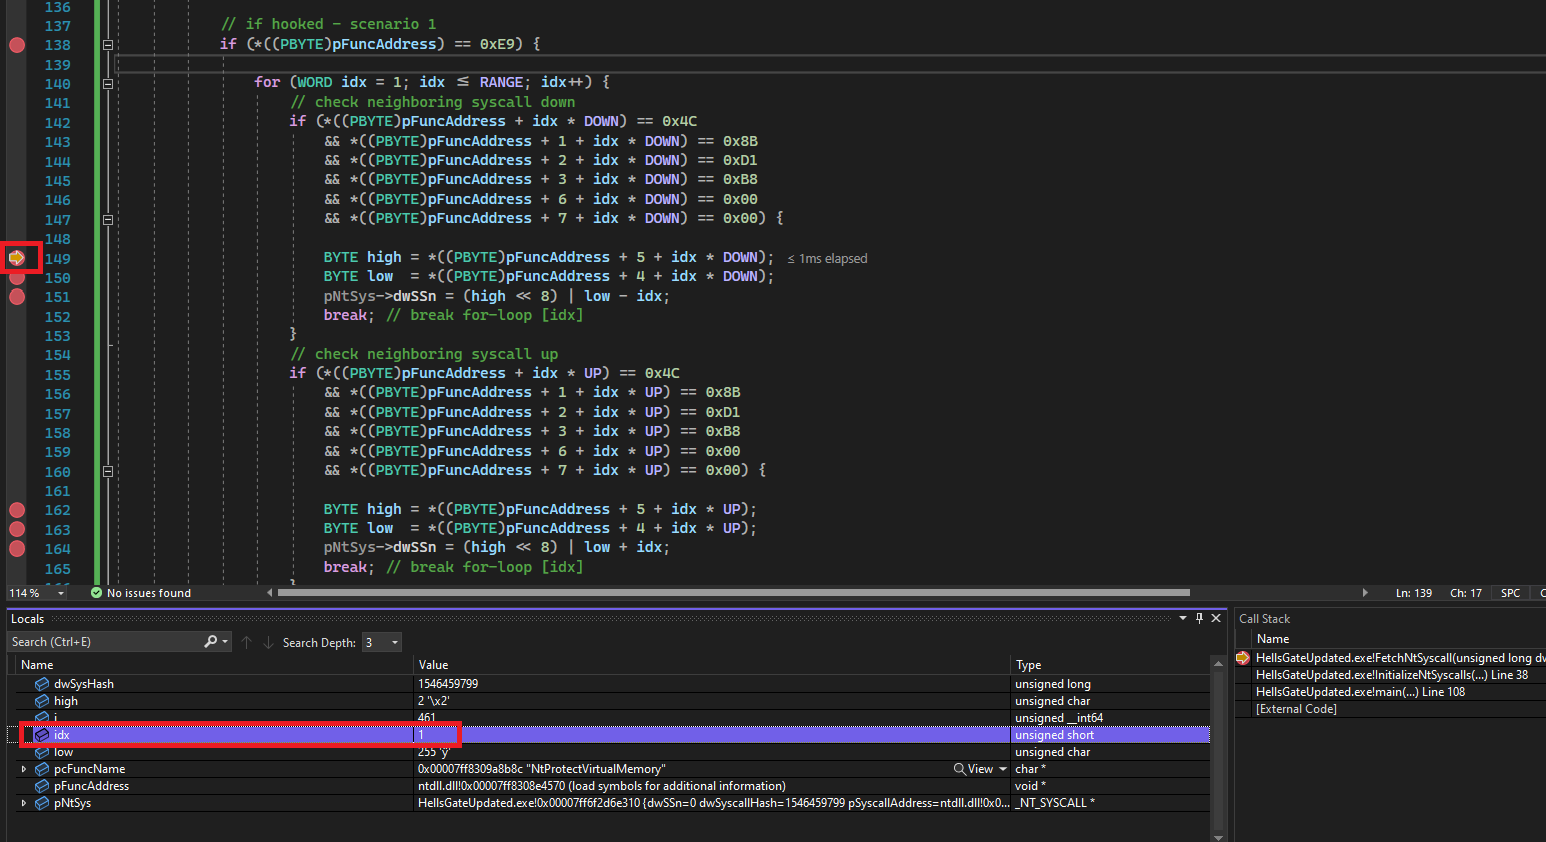 136
137 // if hooked - scenario 1
138 if (*((PBYTE)pFuncAddress) == 0xE9) {
139
140 for (WORD idx = 1; idx ≤ RANGE; idx++) {
141 // check neighboring syscall down
142 if (*((PBYTE)pFuncAddress + idx * DOWN) == 0x4C
143 && *((PBYTE)pFuncAddress + 1 + idx * DOWN) == 0x8B
144 && *((PBYTE)pFuncAddress + 2 + idx * DOWN) == 0xD1
145 && *((PBYTE)pFuncAddress + 3 + idx * DOWN) == 0xB8
146 && *((PBYTE)pFuncAddress + 6 + idx * DOWN) == 0x00
147 && *((PBYTE)pFuncAddress + 7 + idx * DOWN) == 0x00) {
148
149 BYTE high = *((PBYTE)pFuncAddress + 5 + idx * DOWN); ≤ 1ms elapsed
150 BYTE low = *((PBYTE)pFuncAddress + 4 + idx * DOWN);
151 pNtSys->dwSSn = (high << 8) | low - idx;
152 break; // break for-loop [idx]
153 }
154 // check neighboring syscall up
155 if (*((PBYTE)pFuncAddress + idx * UP) == 0x4C
156 && *((PBYTE)pFuncAddress + 1 + idx * UP) == 0x8B
157 && *((PBYTE)pFuncAddress + 2 + idx * UP) == 0xD1
158 && *((PBYTE)pFuncAddress + 3 + idx * UP) == 0xB8
159 && *((PBYTE)pFuncAddress + 6 + idx * UP) == 0x00
160 && *((PBYTE)pFuncAddress + 7 + idx * UP) == 0x00) {
161
162 BYTE high = *((PBYTE)pFuncAddress + 5 + idx * UP);
163 BYTE low = *((PBYTE)pFuncAddress + 4 + idx * UP);
164 pNtSys->dwSSn = (high << 8) | low + idx;
165 break; // break for-loop [idx]
114 % No issues found Ln: 139 Ch: 17 SPC
Locals
Search (Ctrl+E) Search Depth: 3
Name Value Type
dwSysHash 1546459799 unsigned long
high 2 '\x2' unsigned char
i 461 unsigned __int64
idx 1 unsigned short
low 255 'ÿ' unsigned char
pcFuncName 0x00007ff8309a8b8c "NtProtectVirtualMemory" View char *
pFuncAddress ntdll.dll!0x00007ff8308e4570 (load symbols for additional information) void *
pNtSys HellsGateUpdated.exe!0x00007ff6f2d6e310 {dwSSn=0 dwSyscallHash=1546459799 pSyscallAddress=ntdll.dll!0x0... _NT_SYSCALL *
Call Stack
Name
HellsGateUpdated.exe!FetchNtSyscall(unsigned long dw
HellsGateUpdated.exe!InitializeNtSyscalls(...) Line 38
HellsGateUpdated.exe!main(...) Line 108
[External Code]